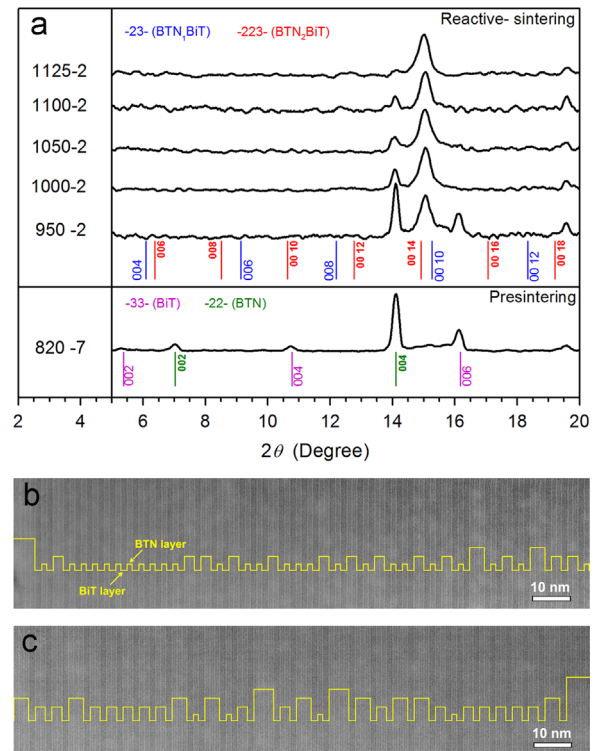 a
-23- (BTN1BiT)
-223-(BTN2BiT)
Reactive- sintering
1125-2
1100-2
1050-2
1000-2
950 -2
004
006
008
006
00 10
008
00 12
00 14
00 10
00 16
00 12
00 18
-33- (BiT)
-22- (BTN)
Presintering
820 -7
002
002
004
004
006
2
4
6
8
10
12
14
16
18
20
2θ (Degree)
b
BTN layer
BiT layer
10 nm
c
10 nm